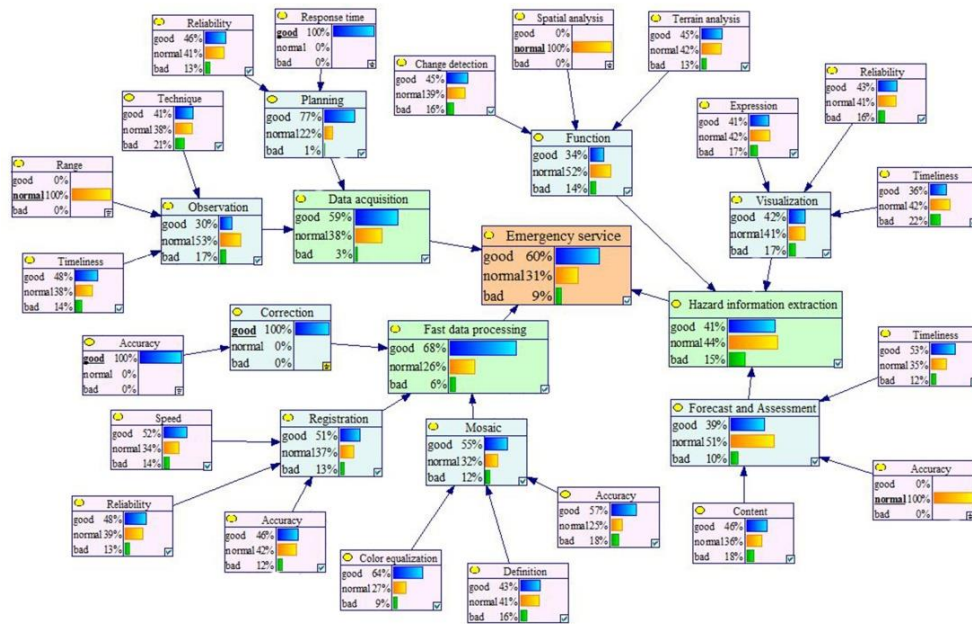 Reliability
good 46%
normal 41%
bad 13%
Response time
good 100%
normal 0%
bad 0%
Spatial analysis
good 0%
normal 100%
bad 0%
Terrain analysis
good 45%
normal 42%
bad 13%
Change detection
good 45%
normal 39%
bad 16%
Reliability
good 43%
normal 41%
bad 16%
Technique
good 41%
normal 38%
bad 21%
Planning
good 77%
normal 22%
bad 1%
Expression
good 41%
normal 42%
bad 17%
Function
good 34%
normal 52%
bad 14%
Range
good 0%
normal 100%
bad 0%
Timeliness
good 36%
normal 42%
bad 22%
Observation
good 30%
normal 53%
bad 17%
Data acquisition
good 59%
normal 38%
bad 3%
Visualization
good 42%
normal 41%
bad 17%
Emergency service
good 60%
normal 31%
bad 9%
Timeliness
good 48%
normal 38%
bad 14%
Hazard information extraction
good 41%
normal 44%
bad 15%
Correction
good 100%
normal 0%
bad 0%
Fast data processing
good 68%
normal 26%
bad 6%
Accuracy
good 100%
normal 0%
bad 0%
Timeliness
good 53%
normal 35%
bad 12%
Forecast and Assessment
good 39%
normal 51%
bad 10%
Speed
good 52%
normal 34%
bad 14%
Registration
good 51%
normal 37%
bad 13%
Mosaic
good 55%
normal 32%
bad 12%
Accuracy
good 0%
normal 100%
bad 0%
Reliability
good 48%
normal 39%
bad 13%
Accuracy
good 46%
normal 42%
bad 12%
Accuracy
good 57%
normal 25%
bad 18%
Content
good 46%
normal 36%
bad 18%
Color equalization
good 64%
normal 27%
bad 9%
Definition
good 43%
normal 41%
bad 16%